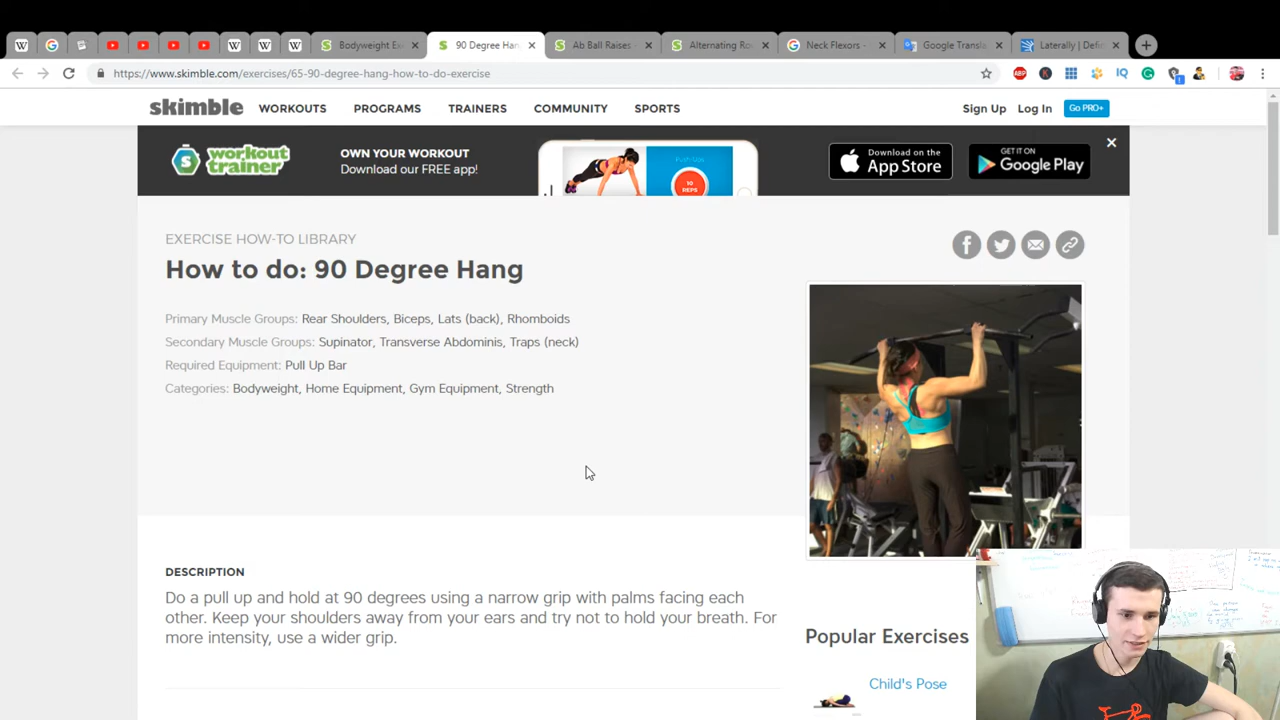 Bodyweight Ex
90 Degree Han
Ab Ball Raises -
Alternating Ro
Neck Flexors -
Google Transla
Laterally | Defi
https://www.skimble.com/exercises/65-90-degree-hang-how-to-do-exercise
skimble WORKOUTS PROGRAMS TRAINERS COMMUNITY SPORTS Sign Up Log In Go PRO+
workout trainer
OWN YOUR WORKOUT
Download our FREE app!
PULL-UPS
10
REPS
Download on the
App Store
GET IT ON
Google Play
EXERCISE HOW-TO LIBRARY
How to do: 90 Degree Hang
Primary Muscle Groups: Rear Shoulders, Biceps, Lats (back), Rhomboids
Secondary Muscle Groups: Supinator, Transverse Abdominis, Traps (neck)
Required Equipment: Pull Up Bar
Categories: Bodyweight, Home Equipment, Gym Equipment, Strength
DESCRIPTION
Do a pull up and hold at 90 degrees using a narrow grip with palms facing each
other. Keep your shoulders away from your ears and try not to hold your breath. For
more intensity, use a wider grip.
Popular Exercises
Child's Pose